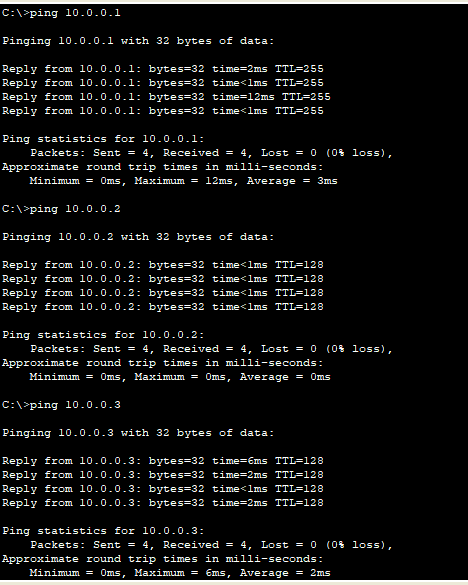 C:\>ping 10.0.0.1
Pinging 10.0.0.1 with 32 bytes of data:
Reply from 10.0.0.1: bytes=32 time=2ms TTL=255
Reply from 10.0.0.1: bytes=32 time<1ms TTL=255
Reply from 10.0.0.1: bytes=32 time=12ms TTL=255
Reply from 10.0.0.1: bytes=32 time<1ms TTL=255
Ping statistics for 10.0.0.1:
    Packets: Sent = 4, Received = 4, Lost = 0 (0% loss),
Approximate round trip times in milli-seconds:
    Minimum = 0ms, Maximum = 12ms, Average = 3ms
C:\>ping 10.0.0.2
Pinging 10.0.0.2 with 32 bytes of data:
Reply from 10.0.0.2: bytes=32 time<1ms TTL=128
Reply from 10.0.0.2: bytes=32 time<1ms TTL=128
Reply from 10.0.0.2: bytes=32 time<1ms TTL=128
Reply from 10.0.0.2: bytes=32 time<1ms TTL=128
Ping statistics for 10.0.0.2:
    Packets: Sent = 4, Received = 4, Lost = 0 (0% loss),
Approximate round trip times in milli-seconds:
    Minimum = 0ms, Maximum = 0ms, Average = 0ms
C:\>ping 10.0.0.3
Pinging 10.0.0.3 with 32 bytes of data:
Reply from 10.0.0.3: bytes=32 time=6ms TTL=128
Reply from 10.0.0.3: bytes=32 time=2ms TTL=128
Reply from 10.0.0.3: bytes=32 time<1ms TTL=128
Reply from 10.0.0.3: bytes=32 time=2ms TTL=128
Ping statistics for 10.0.0.3:
    Packets: Sent = 4, Received = 4, Lost = 0 (0% loss),
Approximate round trip times in milli-seconds:
    Minimum = 0ms, Maximum = 6ms, Average = 2ms